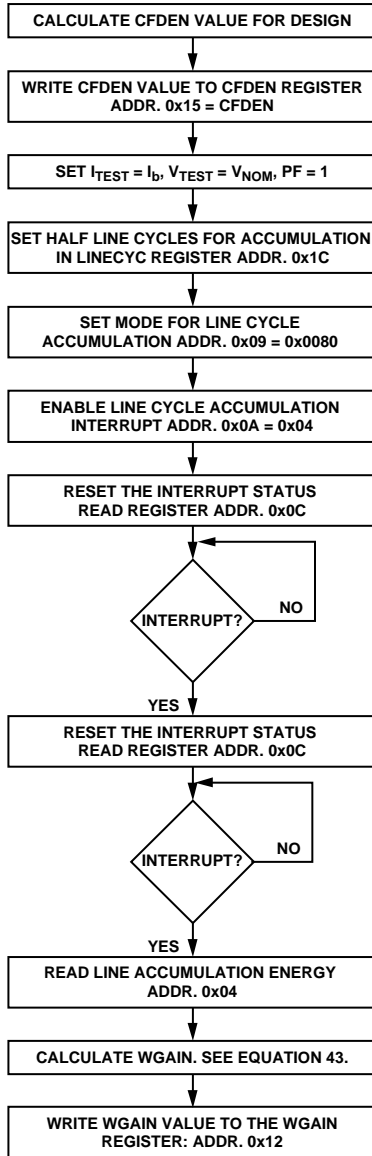 CALCULATE CFDEN VALUE FOR DESIGN
WRITE CFDEN VALUE TO CFDEN REGISTER
ADDR. 0x15 = CFDEN
SET I_TEST = I_b, V_TEST = V_NOM, PF = 1
SET HALF LINE CYCLES FOR ACCUMULATION
IN LINECYC REGISTER ADDR. 0x1C
SET MODE FOR LINE CYCLE
ACCUMULATION ADDR. 0x09 = 0x0080
ENABLE LINE CYCLE ACCUMULATION
INTERRUPT ADDR. 0x0A = 0x04
RESET THE INTERRUPT STATUS
READ REGISTER ADDR. 0x0C
INTERRUPT?
NO
YES
RESET THE INTERRUPT STATUS
READ REGISTER ADDR. 0x0C
INTERRUPT?
NO
YES
READ LINE ACCUMULATION ENERGY
ADDR. 0x04
CALCULATE WGAIN. SEE EQUATION 43.
WRITE WGAIN VALUE TO THE WGAIN
REGISTER: ADDR. 0x12